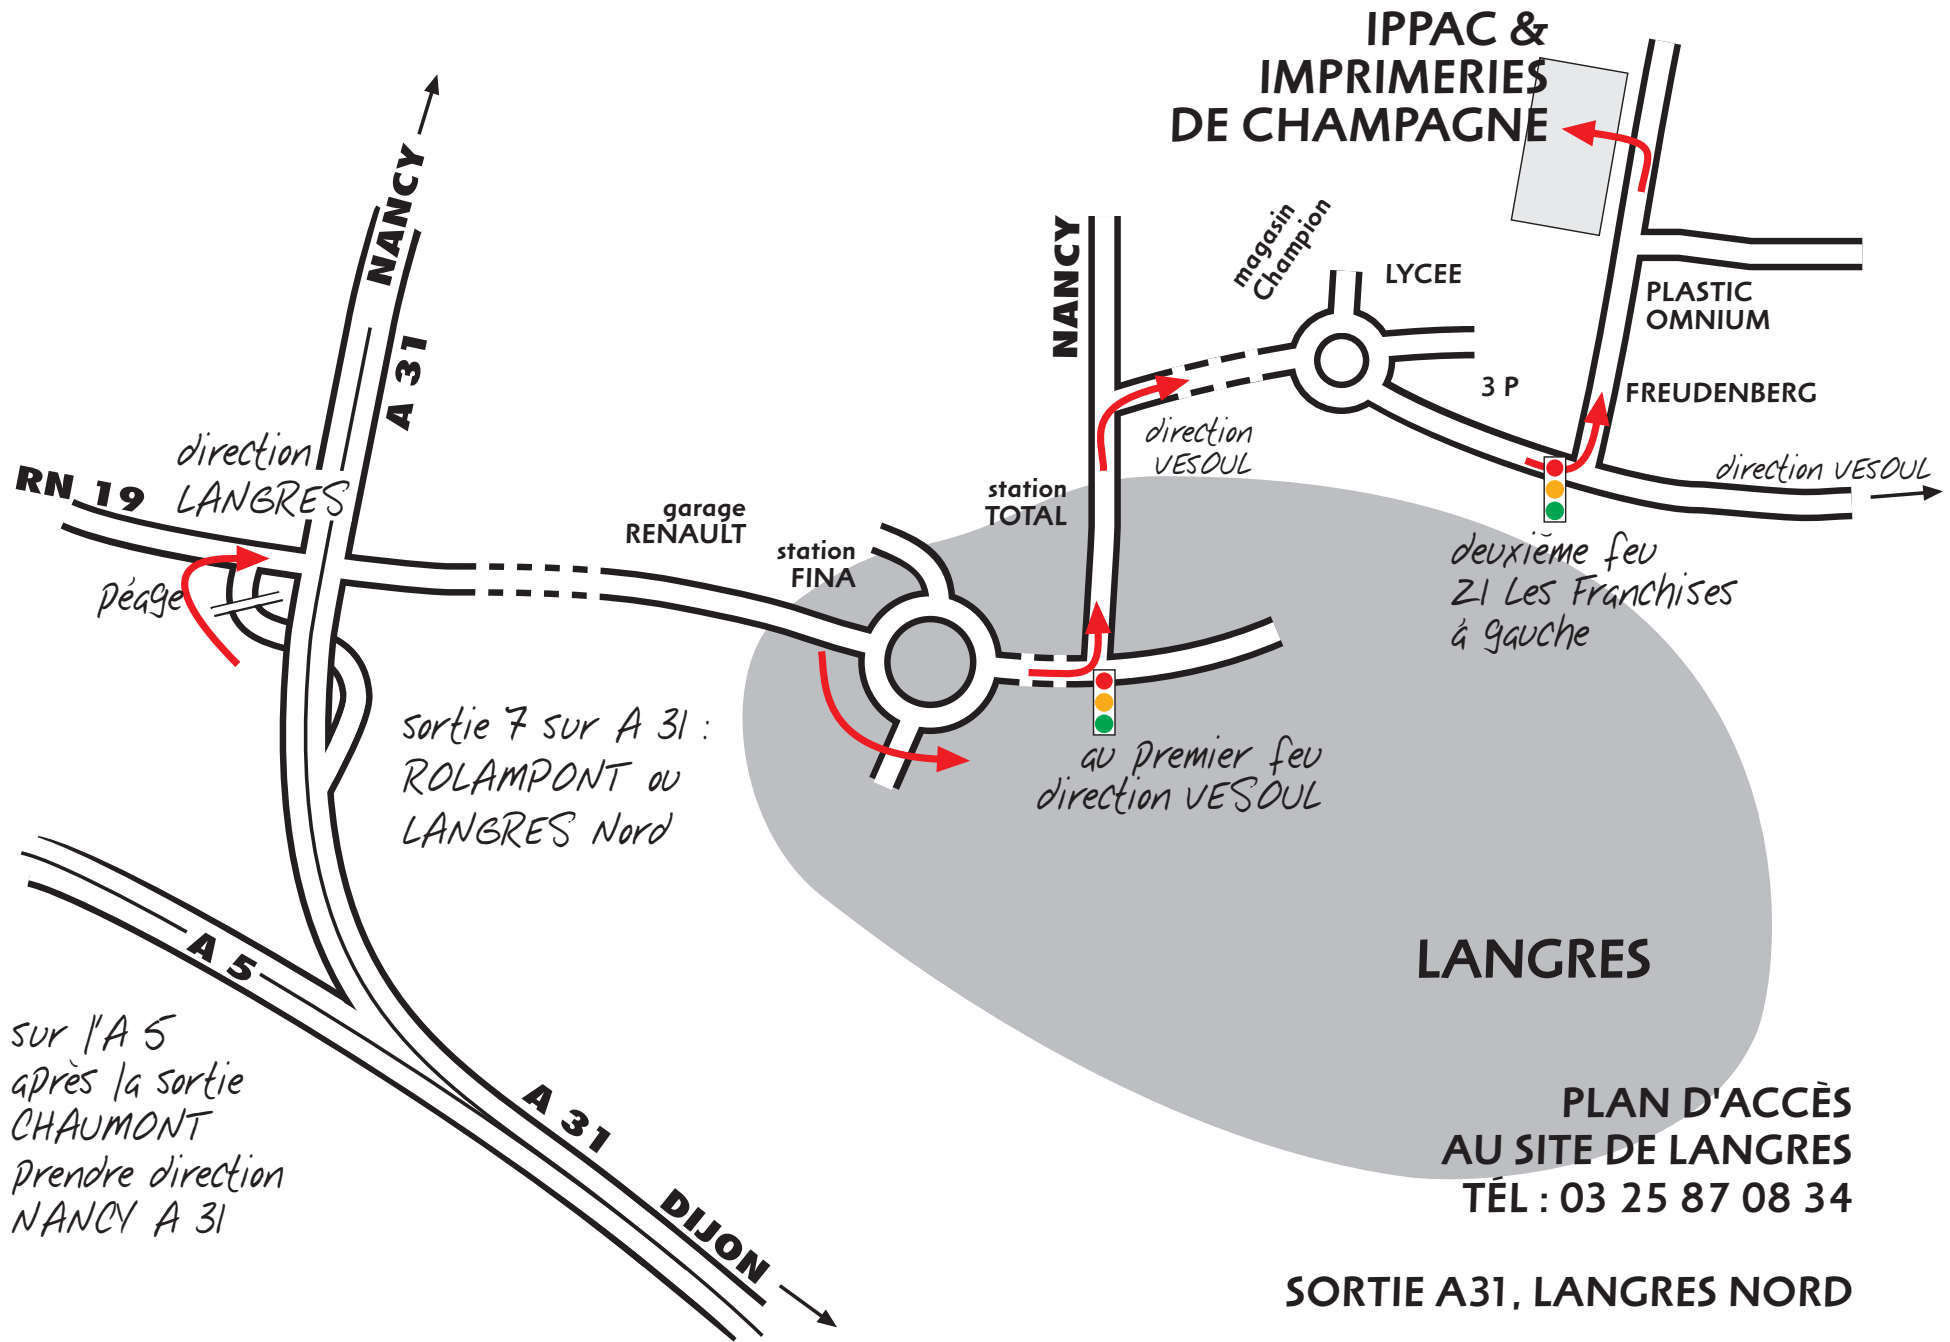 IPPAC &
IMPRIMERIES
DE CHAMPAGNE
NANCY
A 31
direction
LANGRES
RN 19
péage
garage
RENAULT
station
FINA
station
TOTAL
NANCY
magasin
Champion
LYCEE
3 P
PLASTIC
OMNIUM
FREUDENBERG
direction
VESOUL
direction VESOUL
deuxième feu
ZI Les Franchises
à gauche
au premier feu
direction VESOUL
sortie 7 sur A 31 :
ROLAMPONT ou
LANGRES Nord
A 5
sur l'A 5
après la sortie
CHAUMONT
prendre direction
NANCY A 31
A 31
DIJON
LANGRES
PLAN D'ACCÈS
AU SITE DE LANGRES
TÉL : 03 25 87 08 34
SORTIE A31, LANGRES NORD